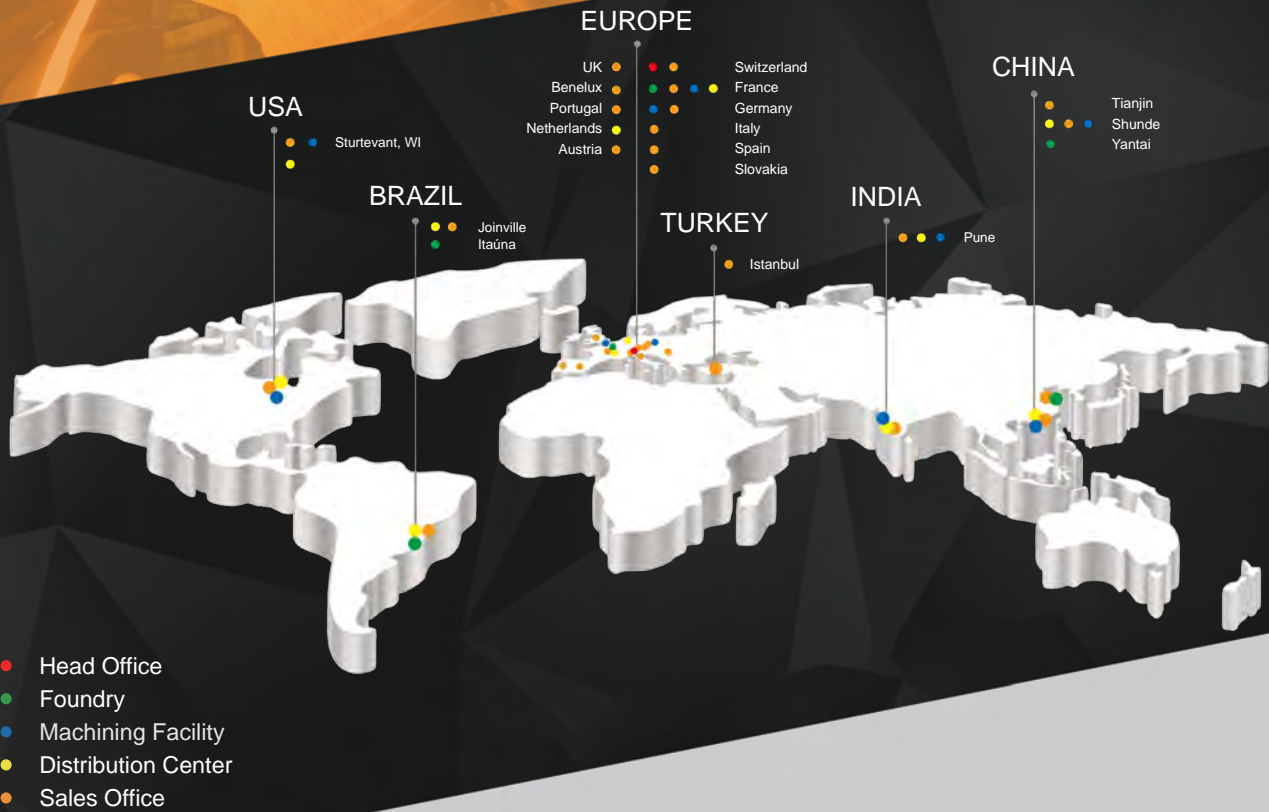 EUROPE
UK
Benelux
Portugal
Netherlands
Austria
Switzerland
France
Germany
Italy
Spain
Slovakia
CHINA
Tianjin
Shunde
Yantai
USA
Sturtevant, WI
BRAZIL
Joinville
Itaúna
TURKEY
Istanbul
INDIA
Pune
Head Office
Foundry
Machining Facility
Distribution Center
Sales Office